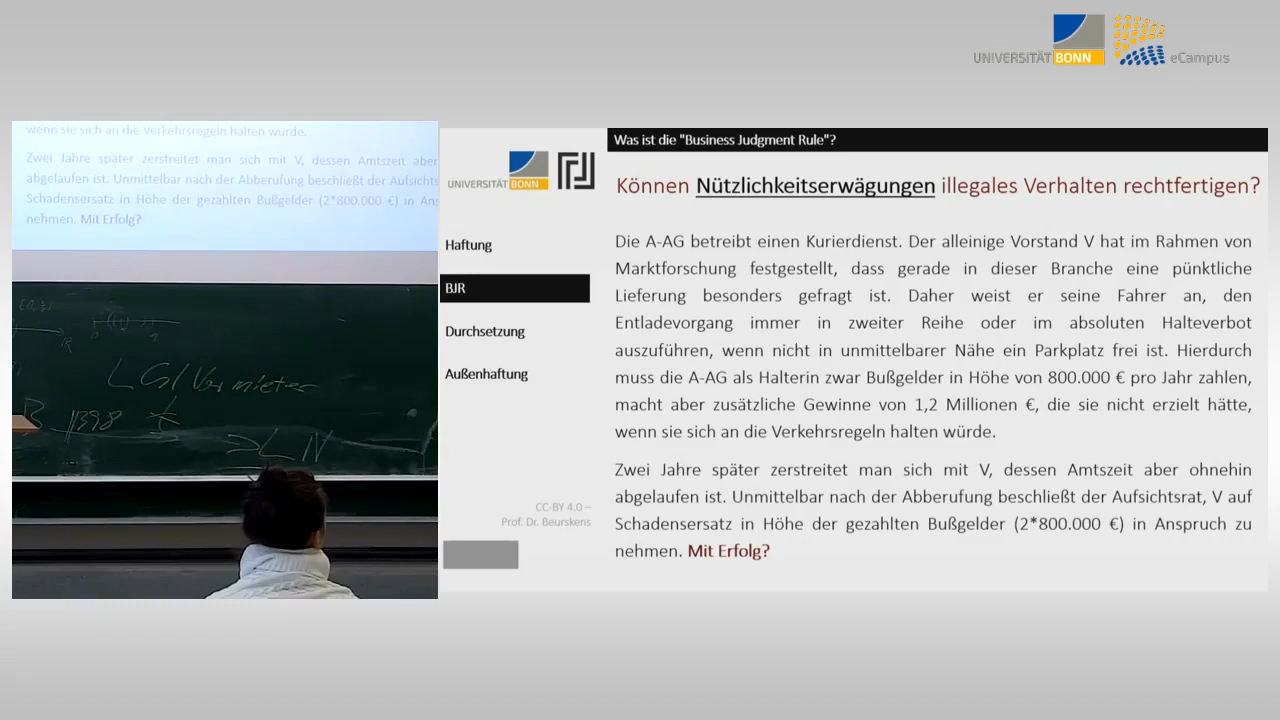 UNIVERSITÄT BONN
eCampus
wenn sie sich an die Verkehrsregeln halten würde.
Zwei Jahre später zerstreitet man sich mit V, dessen Amtszeit aber
abgelaufen ist. Unmittelbar nach der Abberufung beschließt der Aufsichts
Schadensersatz in Höhe der gezahlten Bußgelder (2*800.000 €) in Ans
nehmen. Mit Erfolg?
LG/Vermieter
Was ist die "Business Judgment Rule"?
UNIVERSITÄT BONN
Haftung
BJR
Durchsetzung
Außenhaftung
CC-BY 4.0 –
Prof. Dr. Beurskens
Können Nützlichkeitserwägungen illegales Verhalten rechtfertigen?
Die A-AG betreibt einen Kurierdienst. Der alleinige Vorstand V hat im Rahmen von
Marktforschung festgestellt, dass gerade in dieser Branche eine pünktliche
Lieferung besonders gefragt ist. Daher weist er seine Fahrer an, den
Entladevorgang immer in zweiter Reihe oder im absoluten Halteverbot
auszuführen, wenn nicht in unmittelbarer Nähe ein Parkplatz frei ist. Hierdurch
muss die A-AG als Halterin zwar Bußgelder in Höhe von 800.000 € pro Jahr zahlen,
macht aber zusätzliche Gewinne von 1,2 Millionen €, die sie nicht erzielt hätte,
wenn sie sich an die Verkehrsregeln halten würde.
Zwei Jahre später zerstreitet man sich mit V, dessen Amtszeit aber ohnehin
abgelaufen ist. Unmittelbar nach der Abberufung beschließt der Aufsichtsrat, V auf
Schadensersatz in Höhe der gezahlten Bußgelder (2*800.000 €) in Anspruch zu
nehmen. Mit Erfolg?